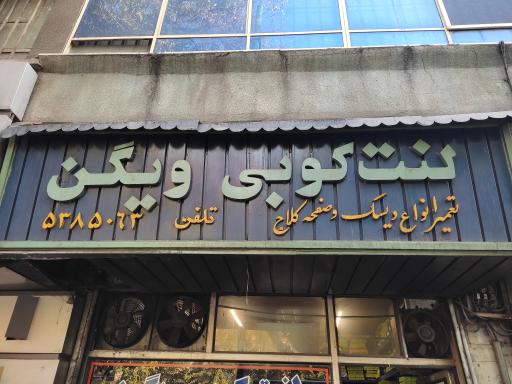 لنت‌کوبی ویگن
تعمیر انواع دیسک و صفحه کلاج تلفن ۵۳۸۵۰۶۳